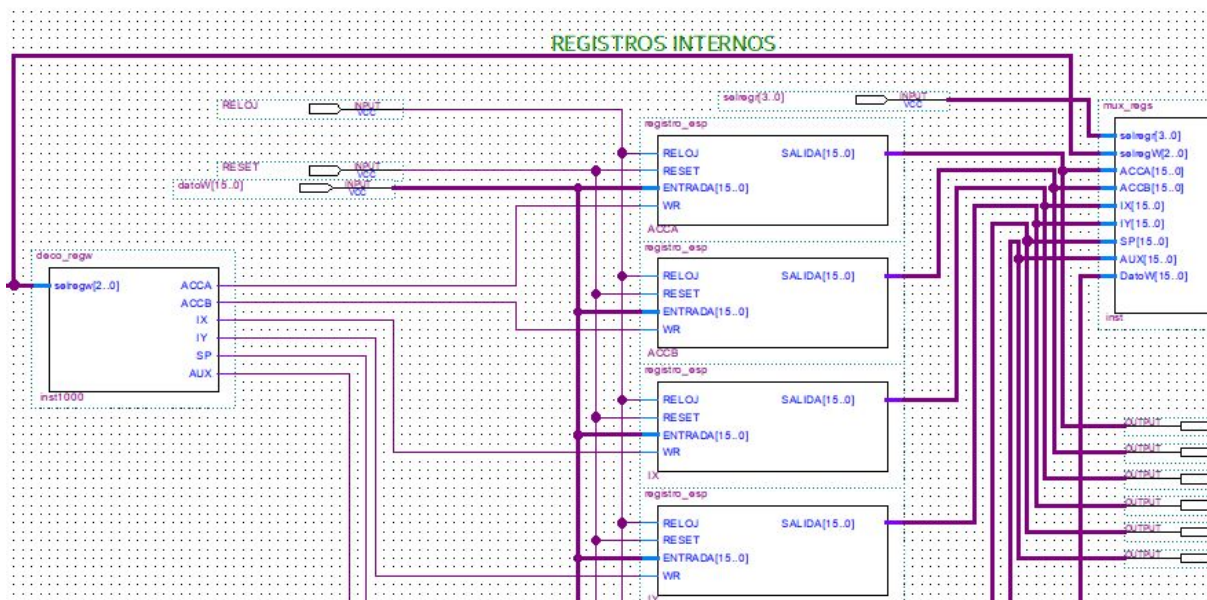 REGISTROS INTERNOS
RELOJ INPUT VCC
selregr[3..0] INPUT VCC
RESET INPUT VCC
datoW[15..0] INPUT VCC
deco_regw
selregw[2..0]
ACCA
ACCB
IX
IY
SP
AUX
inst1000
registro_esp
RELOJ SALIDA[15..0]
RESET
ENTRADA[15..0]
WR
ACCA
registro_esp
RELOJ SALIDA[15..0]
RESET
ENTRADA[15..0]
WR
ACCB
registro_esp
RELOJ SALIDA[15..0]
RESET
ENTRADA[15..0]
WR
IX
registro_esp
RELOJ SALIDA[15..0]
RESET
ENTRADA[15..0]
WR
mux_regs
selregr[3..0]
selregW[2..0]
ACCA[15..0]
ACCB[15..0]
IX[15..0]
IY[15..0]
SP[15..0]
AUX[15..0]
DatoW[15..0]
inst
OUTPUT
OUTPUT
OUTPUT
OUTPUT
OUTPUT
OUTPUT